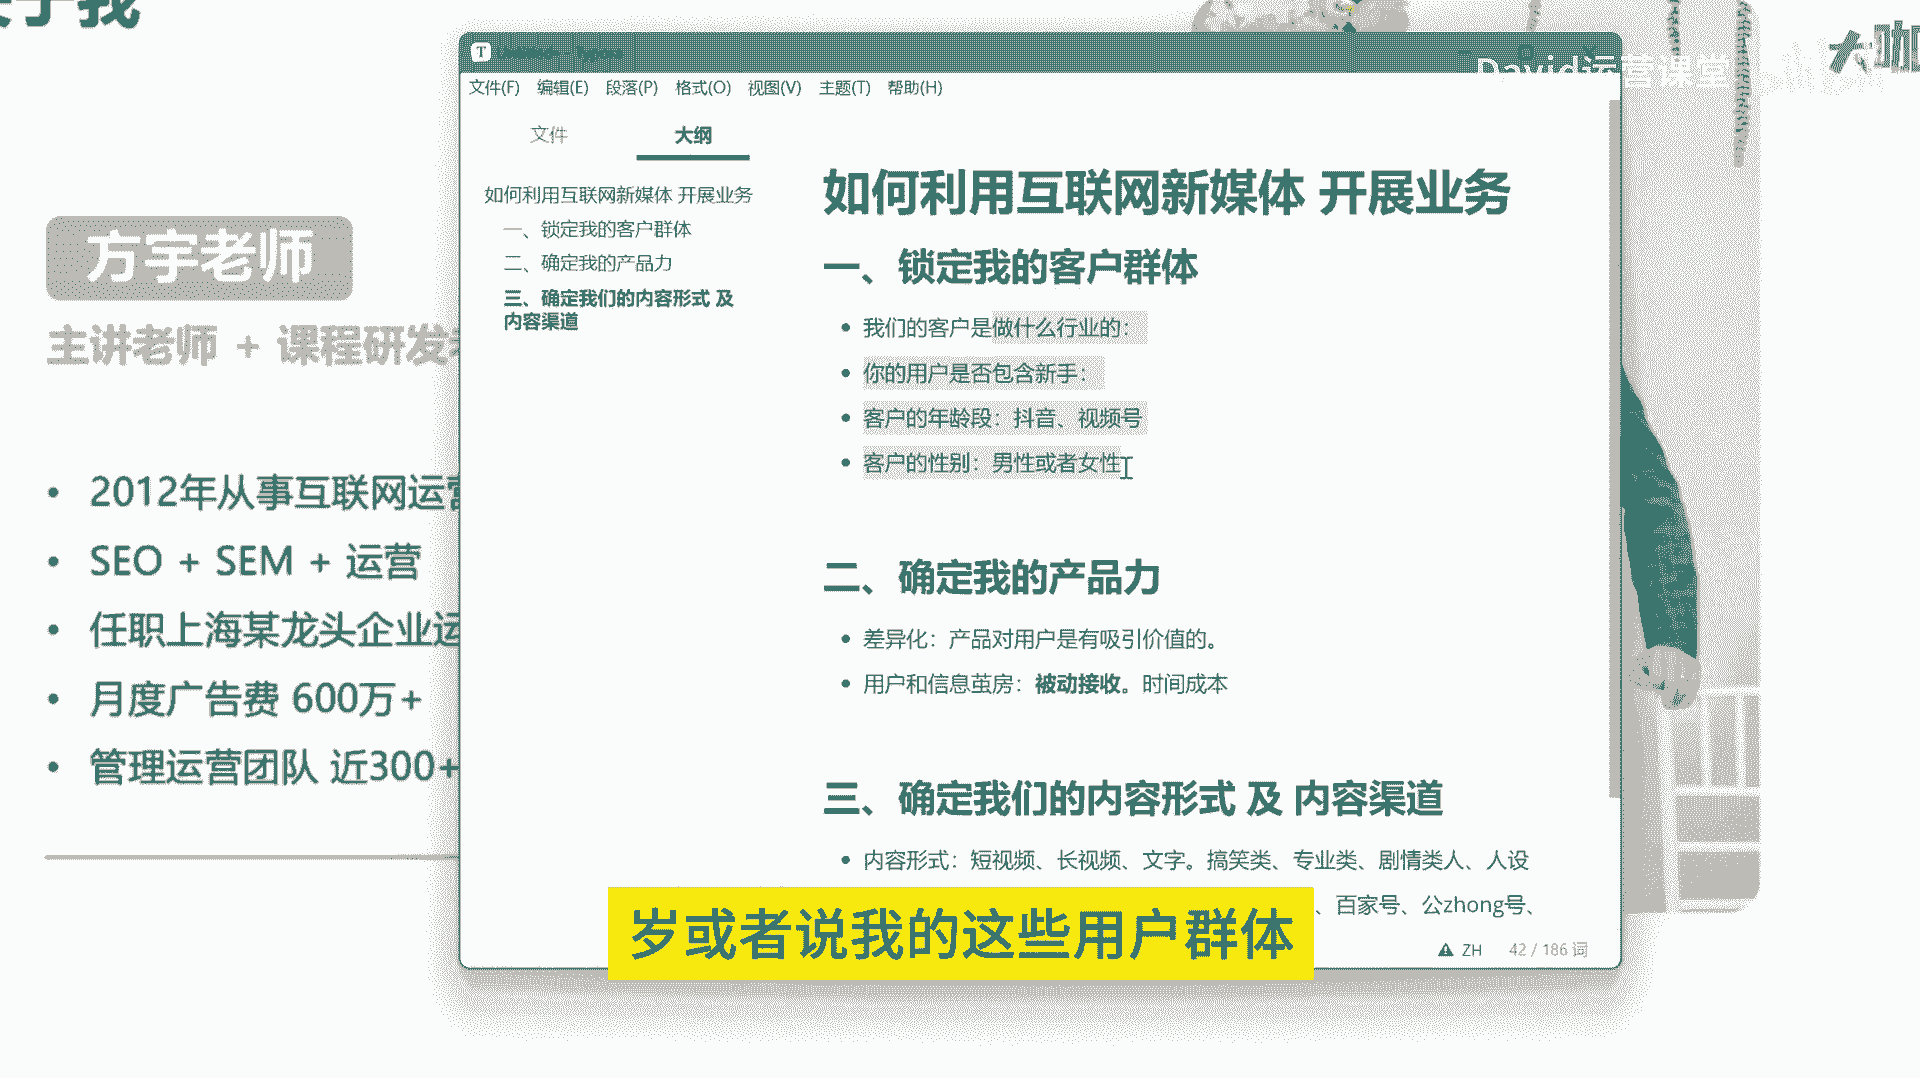 关于我
方宇老师
主讲老师 + 课程研发
2012年从事互联网运营
SEO + SEM + 运营
任职上海某龙头企业运
月度广告费 600万+
管理运营团队 近300+
David运营课堂
大咖
文件(F) 编辑(E) 段落(P) 格式(O) 视图(V) 主题(T) 帮助(H)
文件 大纲
如何利用互联网新媒体 开展业务
一、锁定我的客户群体
二、确定我的产品力
三、确定我们的内容形式 及
内容渠道
如何利用互联网新媒体 开展业务
一、锁定我的客户群体
我们的客户是做什么行业的：
你的用户是否包含新手：
客户的年龄段：抖音、视频号
客户的性别：男性或者女性
二、确定我的产品力
差异化：产品对用户是有吸引价值的。
用户和信息茧房：被动接收。时间成本
三、确定我们的内容形式 及 内容渠道
内容形式：短视频、长视频、文字。搞笑类、专业类、剧情类人、人设
、百家号、公zhong号、
岁或者说我的这些用户群体
ZH 42 / 186 词